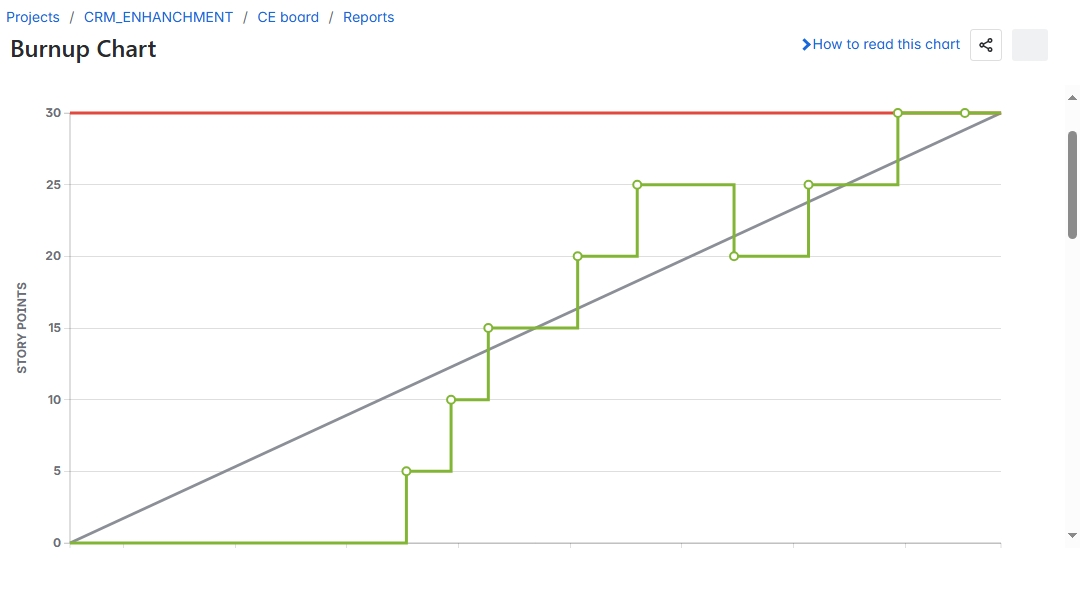 Projects / CRM_ENHANCHMENT / CE board / Reports
Burnup Chart
How to read this chart
30
25
20
15
10
5
0
STORY POINTS